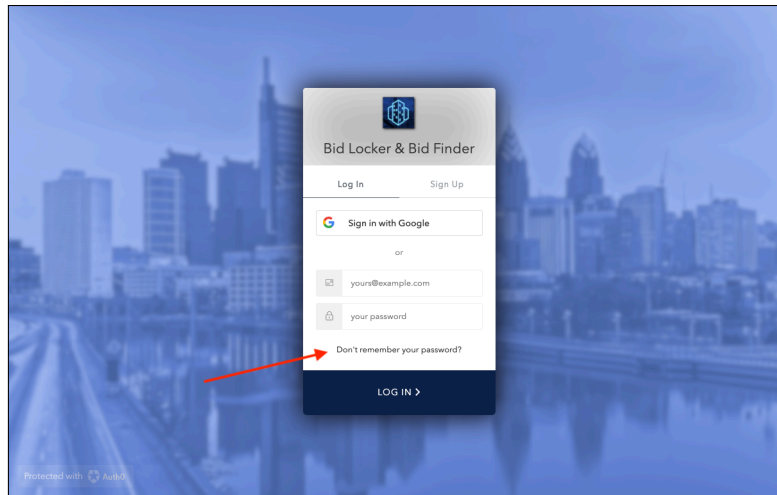 Bid Locker & Bid Finder
Log In
Sign Up
Sign in with Google
or
yours@example.com
your password
Don't remember your password?
LOG IN >
Protected with Auth0